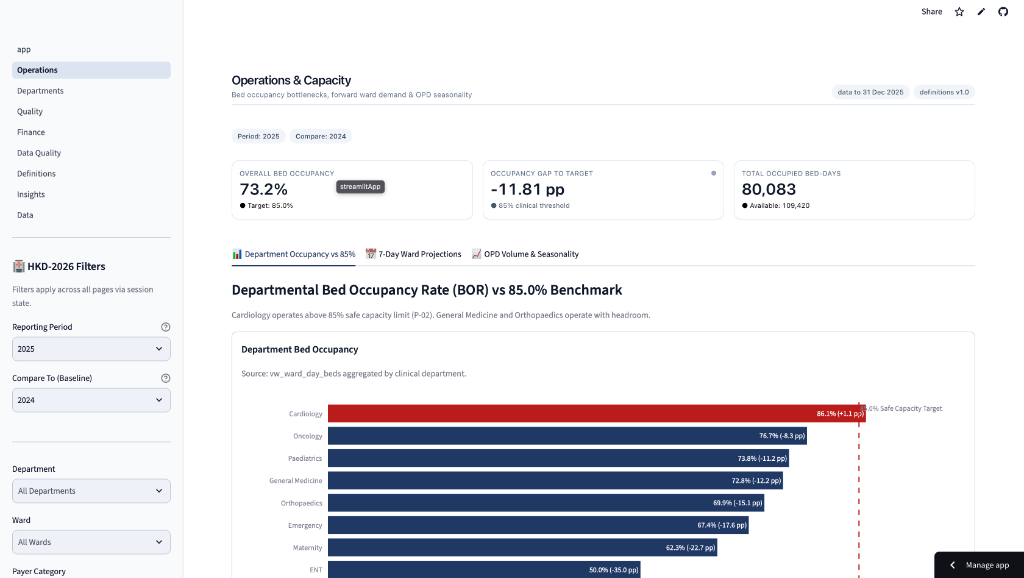 Share
app
Operations
Departments
Quality
Finance
Data Quality
Definitions
Insights
Data
HKD-2026 Filters
Filters apply across all pages via session
state.
Reporting Period
2025
Compare To (Baseline)
2024
Department
All Departments
Ward
All Wards
Payer Category
Operations & Capacity
Bed occupancy bottlenecks, forward ward demand & OPD seasonality
data to 31 Dec 2025
definitions v1.0
Period: 2025
Compare: 2024
OVERALL BED OCCUPANCY
73.2%
Target: 85.0%
streamlitApp
OCCUPANCY GAP TO TARGET
-11.81 pp
85% clinical threshold
TOTAL OCCUPIED BED-DAYS
80,083
Available: 109,420
Department Occupancy vs 85%
7-Day Ward Projections
OPD Volume & Seasonality
Departmental Bed Occupancy Rate (BOR) vs 85.0% Benchmark
Cardiology operates above 85% safe capacity limit (P-02). General Medicine and Orthopaedics operate with headroom.
Department Bed Occupancy
Source: vw_ward_day_beds aggregated by clinical department.
Safe Capacity Target
Cardiology 86.1% (+1.1 pp)
Oncology 76.7% (-8.3 pp)
Paediatrics 73.8% (-11.2 pp)
General Medicine 72.8% (-12.2 pp)
Orthopaedics 69.9% (-15.1 pp)
Emergency 67.4% (-17.6 pp)
Maternity 62.3% (-22.7 pp)
ENT 50.0% (-35.0 pp)
Manage app